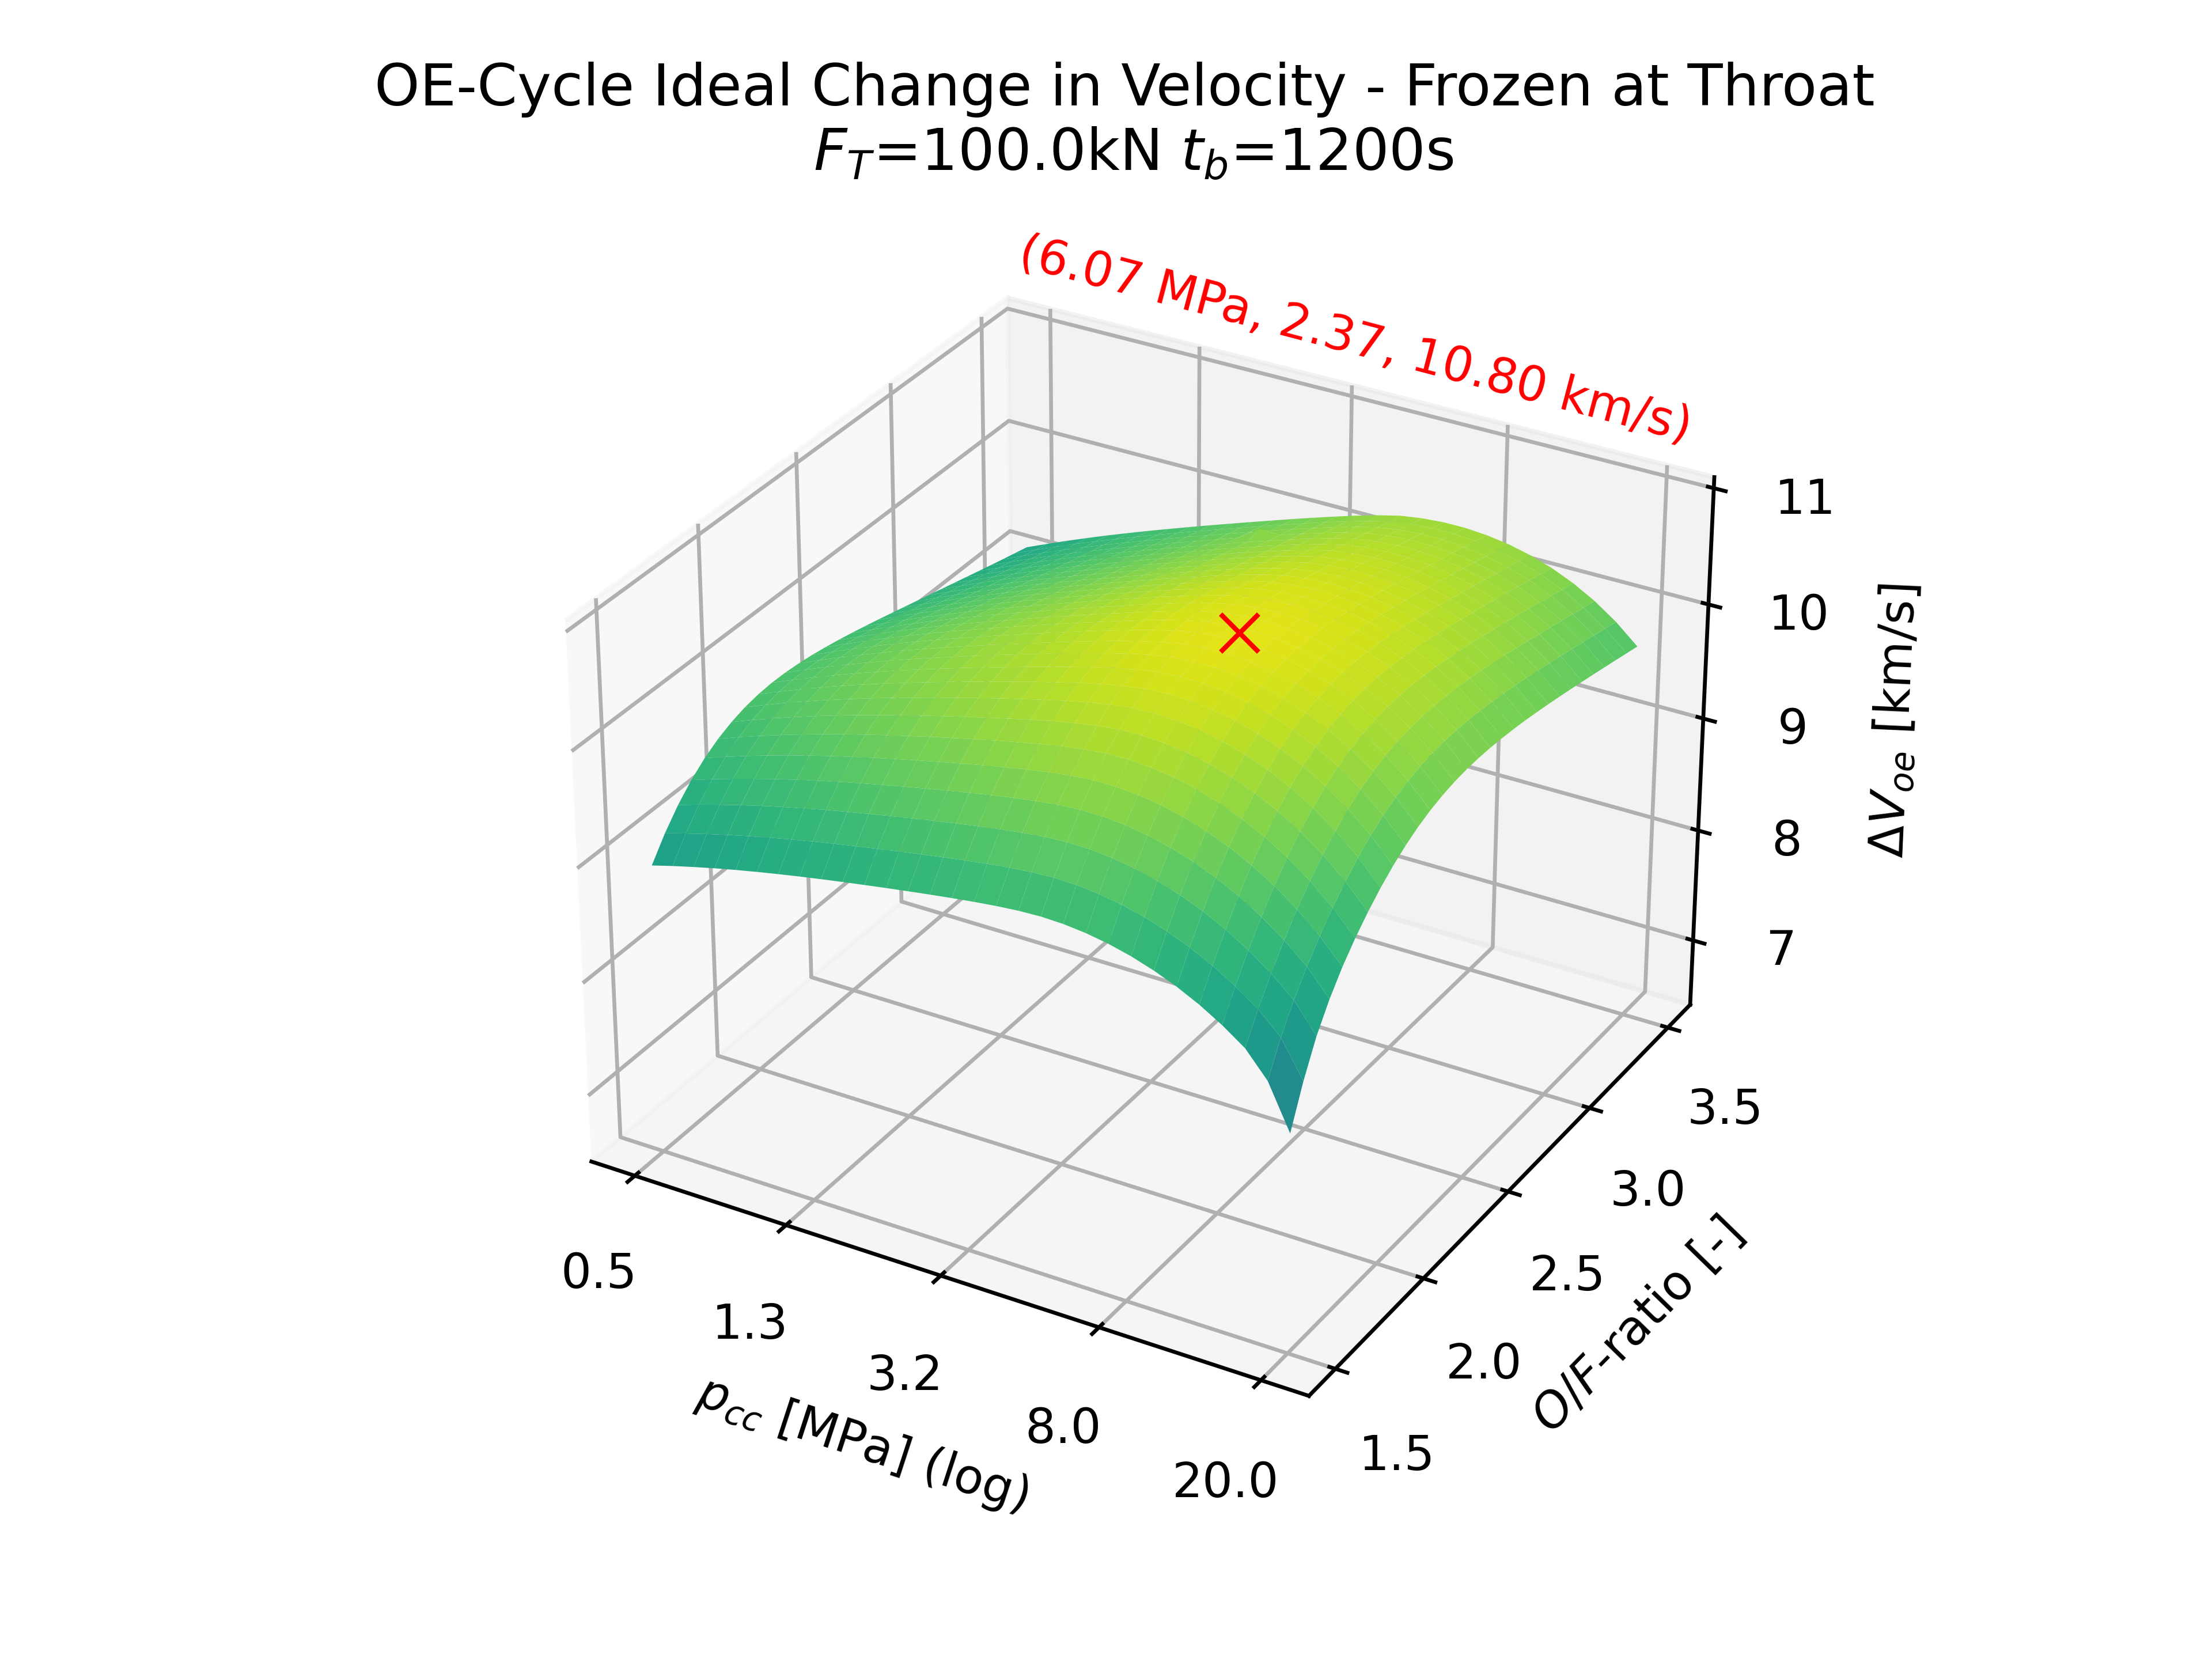 OE-Cycle Ideal Change in Velocity - Frozen at Throat
F_T=100.0kN t_b=1200s
(6.07 MPa, 2.37, 10.80 km/s)
11
10
9
8
7
ΔV_oe [km/s]
3.5
3.0
2.5
2.0
1.5
O/F-ratio [-]
0.5
1.3
3.2
8.0
20.0
p_cc [MPa] (log)